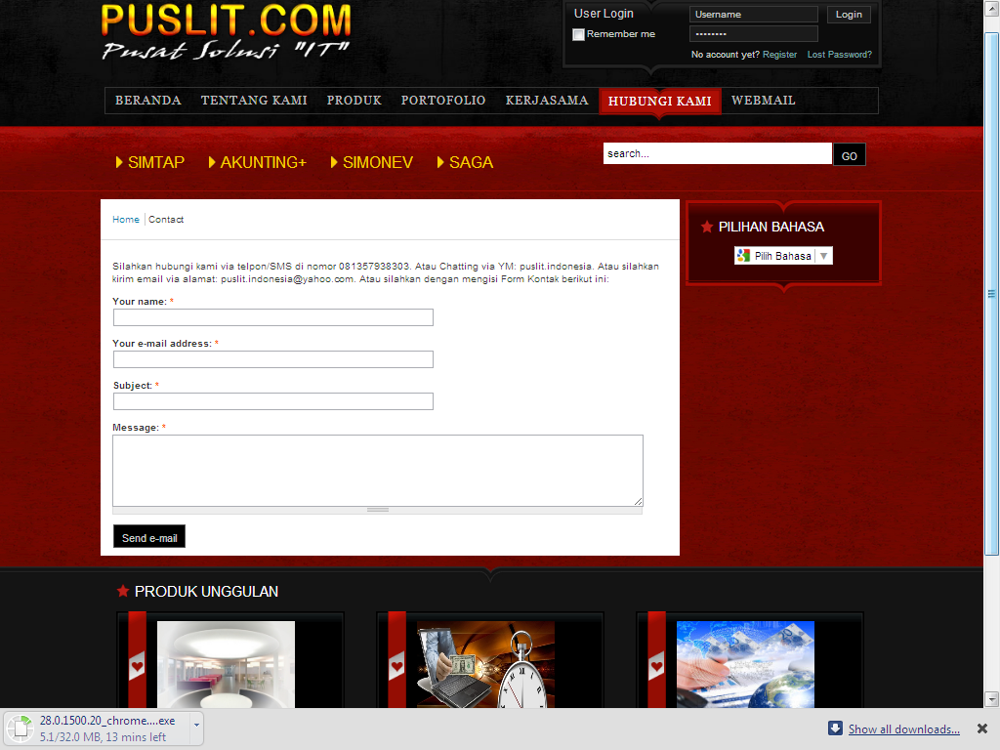 PUSLIT.COM
Pusat Solusi "IT"
User Login
Username
Login
Remember me
••••••••
No account yet? Register Lost Password?
BERANDA TENTANG KAMI PRODUK PORTOFOLIO KERJASAMA HUBUNGI KAMI WEBMAIL
SIMTAP AKUNTING+ SIMONEV SAGA
search...
GO
Home Contact
Silahkan hubungi kami via telpon/SMS di nomor 081357938303. Atau Chatting via YM: puslit.indonesia. Atau silahkan
kirim email via alamat: puslit.indonesia@yahoo.com. Atau silahkan dengan mengisi Form Kontak berikut ini:
Your name: *
Your e-mail address: *
Subject: *
Message: *
Send e-mail
PILIHAN BAHASA
Pilih Bahasa
PRODUK UNGGULAN
28.0.1500.20_chrome....exe
5.1/32.0 MB, 13 mins left
Show all downloads...